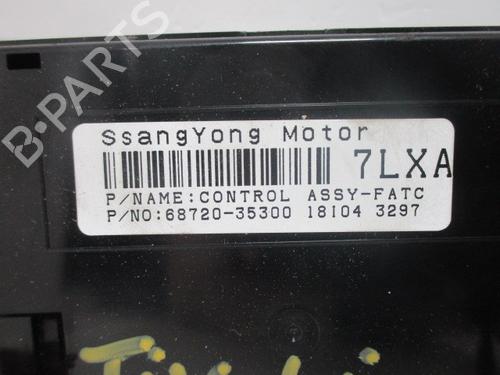 SsangYong Motor
7LXA
P/NAME:CONTROL ASSY-FATC
P/NO:68720-35300 18104 3297
B-PARTS